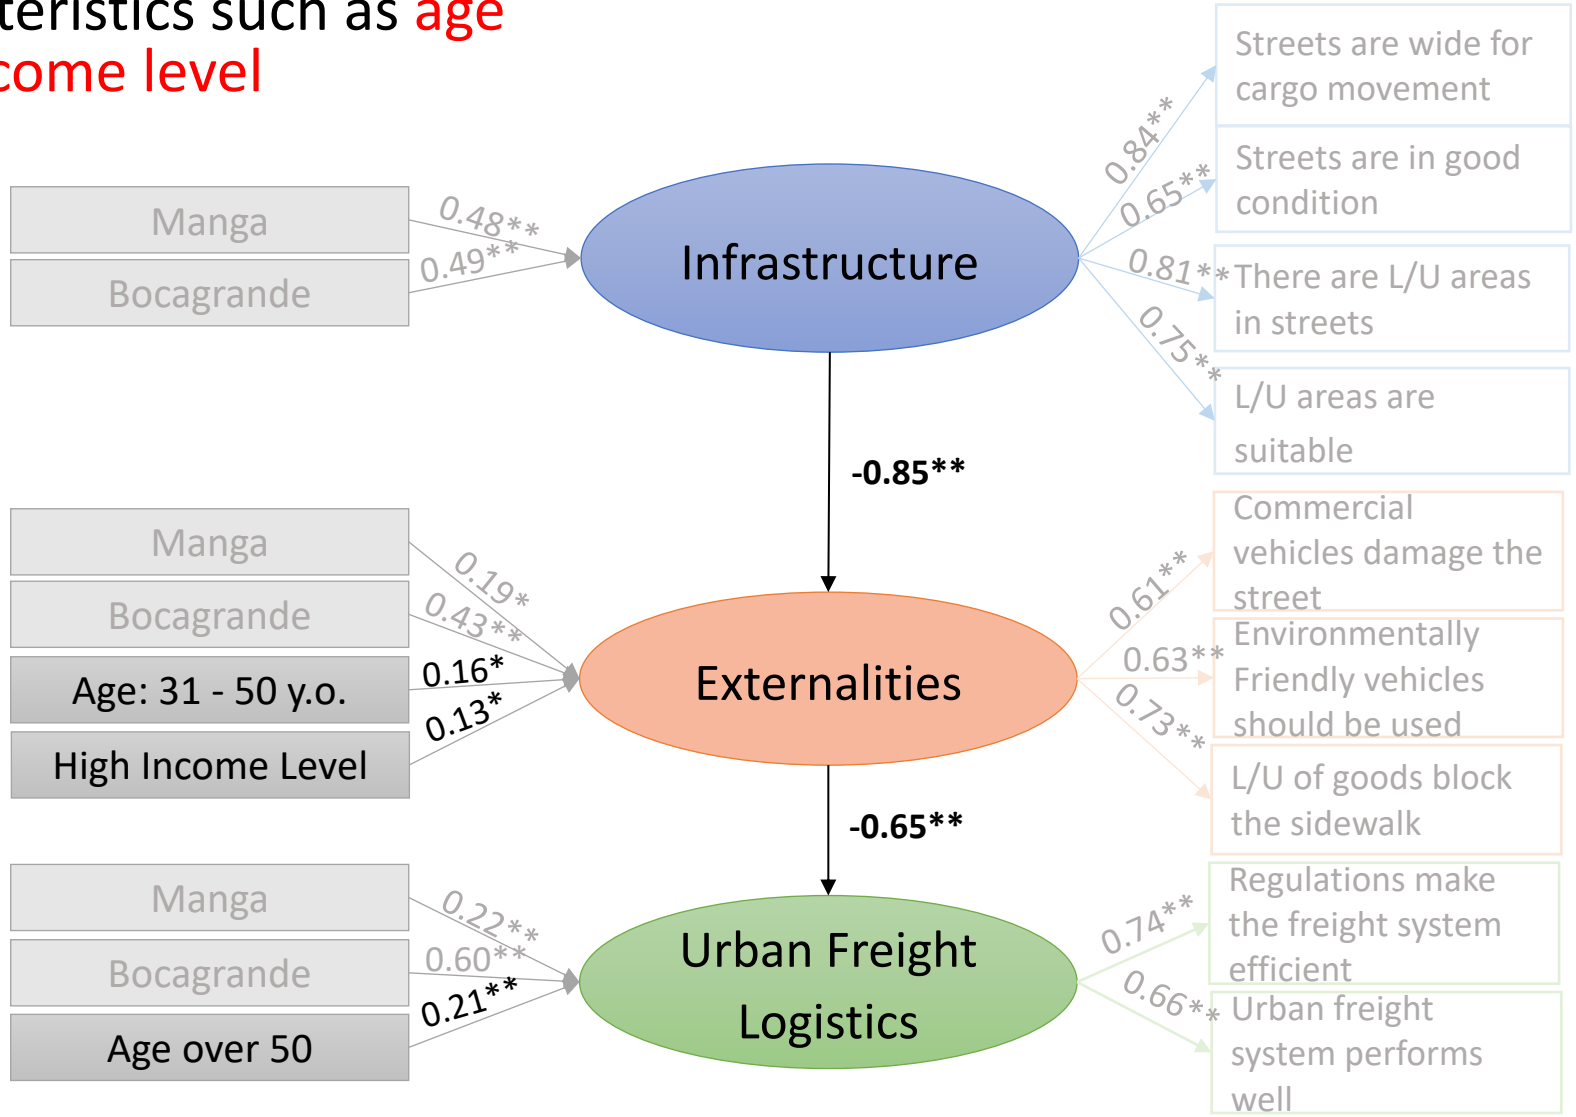 teristics such as age
come level
Manga
Bocagrande
0.48**
0.49**
Infrastructure
0.84**
0.65**
0.81**
0.75**
Streets are wide for
cargo movement
Streets are in good
condition
There are L/U areas
in streets
L/U areas are
suitable
-0.85**
Manga
Bocagrande
Age: 31 - 50 y.o.
High Income Level
0.19*
0.43**
0.16*
0.13*
Externalities
0.61**
0.63**
0.73**
Commercial
vehicles damage the
street
Environmentally
Friendly vehicles
should be used
L/U of goods block
the sidewalk
-0.65**
Manga
Bocagrande
Age over 50
0.22**
0.60**
0.21**
Urban Freight
Logistics
0.74**
0.66**
Regulations make
the freight system
efficient
Urban freight
system performs
well